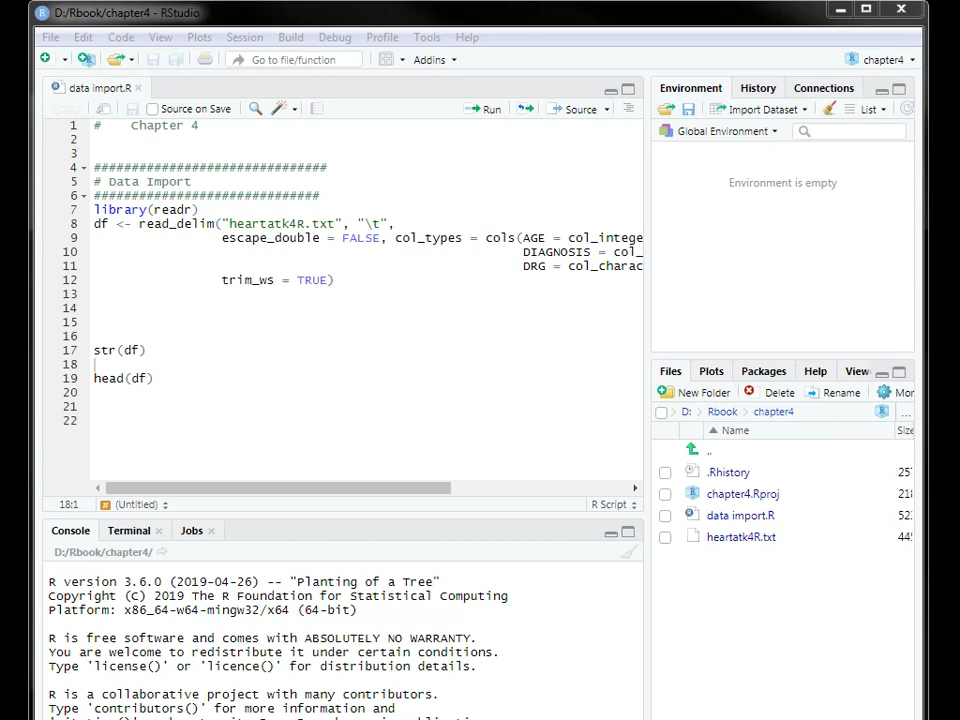 D:/Rbook/chapter4 - RStudio
File Edit Code View Plots Session Build Debug Profile Tools Help
Go to file/function Addins chapter4
data import.R
Source on Save Run Source
1 # Chapter 4
2
3
4 ###############################
5 # Data Import
6 ##############################
7 library(readr)
8 df <- read_delim("heartatk4R.txt", "\t",
9 escape_double = FALSE, col_types = cols(AGE = col_intege
10 DIAGNOSIS = col_
11 DRG = col_charac
12 trim_ws = TRUE)
13
14
15
16
17 str(df)
18
19 head(df)
20
21
22
18:1 (Untitled) R Script
Console Terminal Jobs
D:/Rbook/chapter4/
R version 3.6.0 (2019-04-26) -- "Planting of a Tree"
Copyright (C) 2019 The R Foundation for Statistical Computing
Platform: x86_64-w64-mingw32/x64 (64-bit)
R is free software and comes with ABSOLUTELY NO WARRANTY.
You are welcome to redistribute it under certain conditions.
Type 'license()' or 'licence()' for distribution details.
R is a collaborative project with many contributors.
Type 'contributors()' for more information and
Environment History Connections
Import Dataset List
Global Environment
Environment is empty
Files Plots Packages Help View
New Folder Delete Rename Mor
D: Rbook chapter4 ...
Name Size
..
.Rhistory 257
chapter4.Rproj 218
data import.R 523
heartatk4R.txt 445